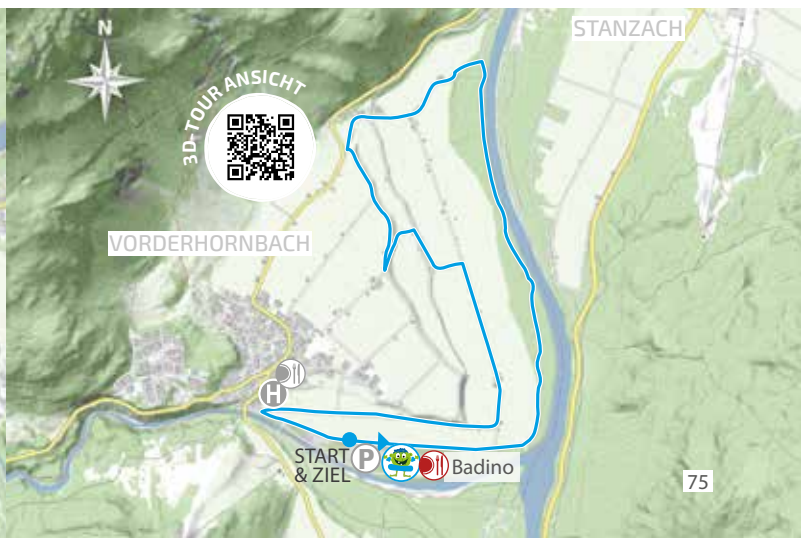 STANZACH
N
3D-TOUR ANSICHT
VORDERHORNBACH
H
START
& ZIEL
P
Badino
75